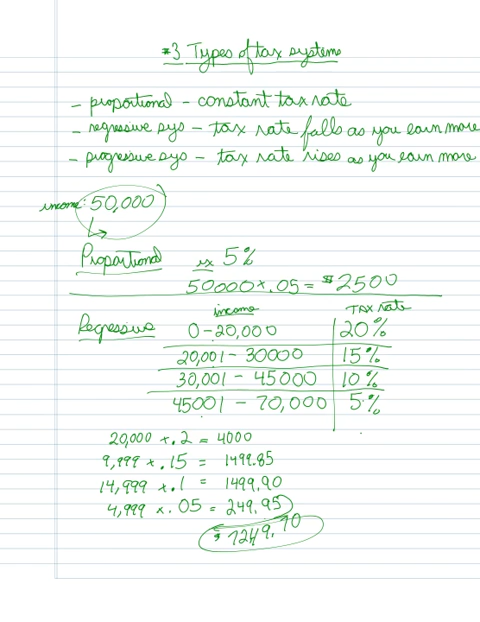 *3 Types of tax systems
- proportional - constant tax rate
- regressive sys - tax rate falls as you earn more
- progressive sys - tax rate rises as you earn more
income: 50,000
Proportional ex 5%
50000 x .05 = $2500
income TAX rate
Regressive 0-20,000 20%
20,001 - 30000 15%
30,001 - 45000 10%
45001 - 70,000 5%
20,000 x .2 = 4000
9,999 x .15 = 1499.85
14,999 x .1 = 1499.90
4,999 x .05 = 249.95
$7249.70